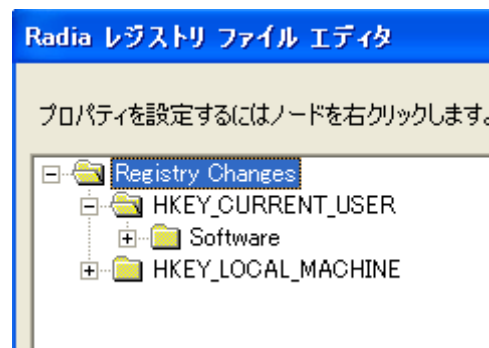 Radia レジストリ ファイル エディタ
プロパティを設定するにはノードを右クリックします。
Registry Changes
HKEY_CURRENT_USER
Software
HKEY_LOCAL_MACHINE